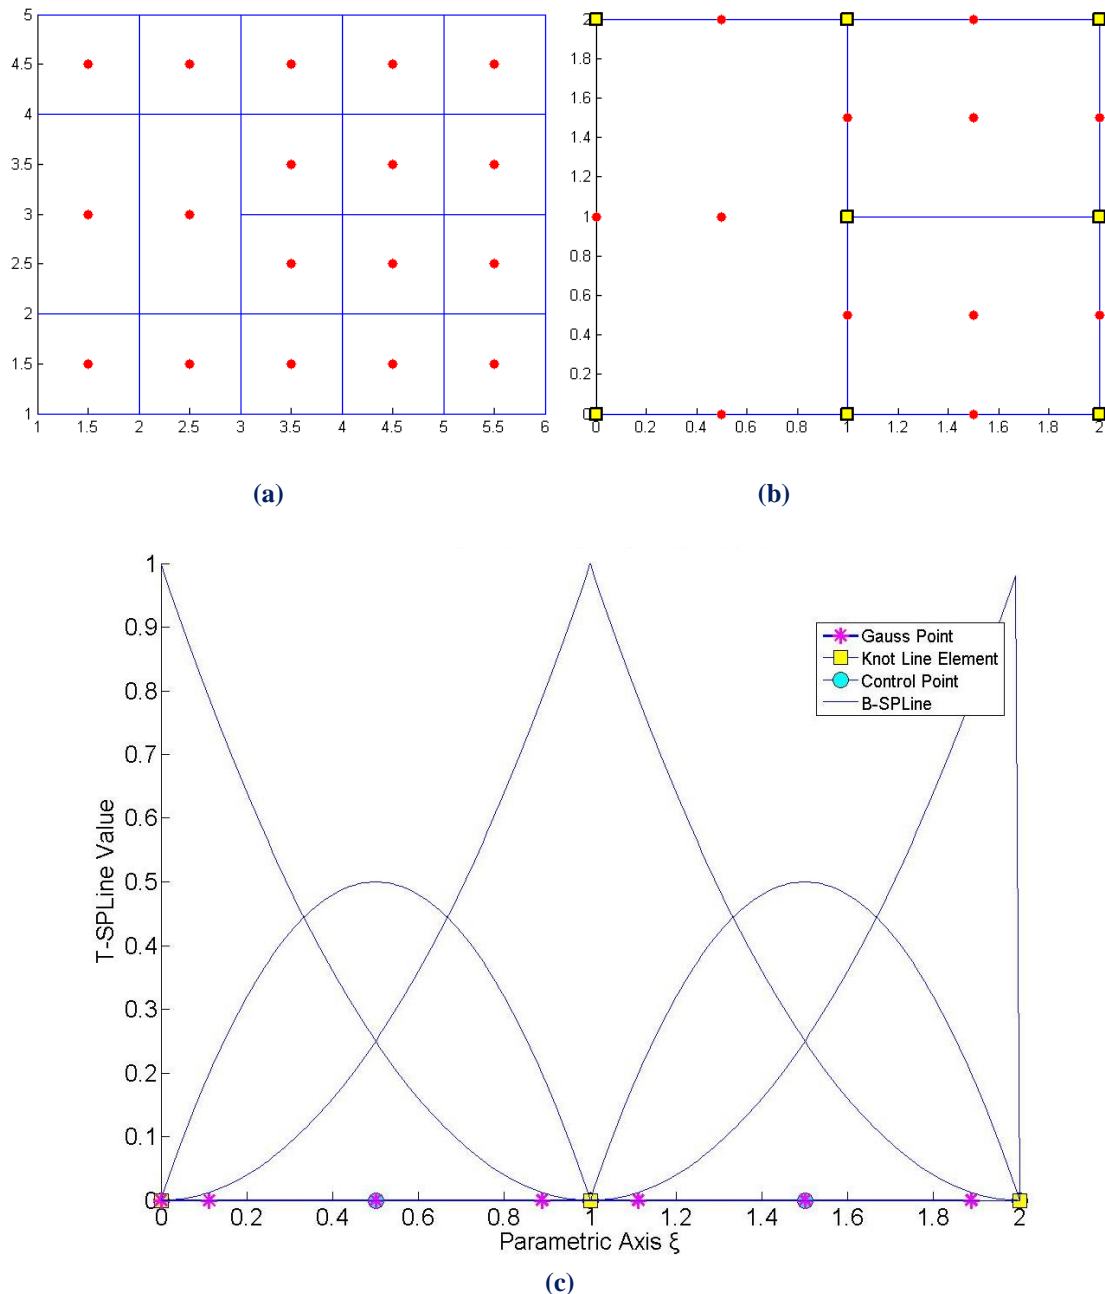 5
4.5
4
3.5
3
2.5
2
1.5
1
1 1.5 2 2.5 3 3.5 4 4.5 5 5.5 6
(a)
2
1.8
1.6
1.4
1.2
1
0.8
0.6
0.4
0.2
0
0 0.2 0.4 0.6 0.8 1 1.2 1.4 1.6 1.8 2
(b)
1
0.9
0.8
0.7
0.6
0.5
0.4
0.3
0.2
0.1
0
T-SPLine Value
Gauss Point
Knot Line Element
Control Point
B-SPLine
0 0.2 0.4 0.6 0.8 1 1.2 1.4 1.6 1.8 2
Parametric Axis ξ
(c)